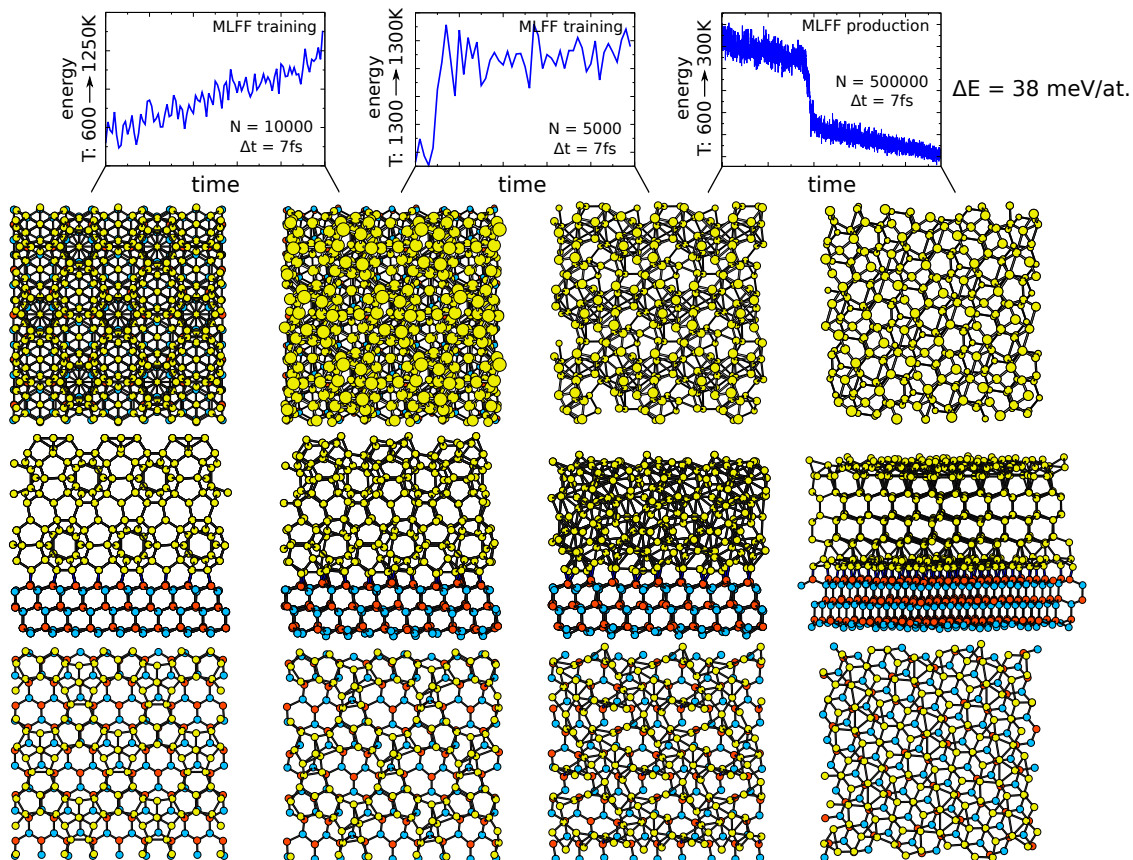 T: 600 → 1250K
energy
MLFF training
N = 10000
Δt = 7fs
time
T: 1300 → 1300K
energy
MLFF training
N = 5000
Δt = 7fs
time
T: 600 → 300K
energy
MLFF production
N = 500000
Δt = 7fs
time
ΔE = 38 meV/at.